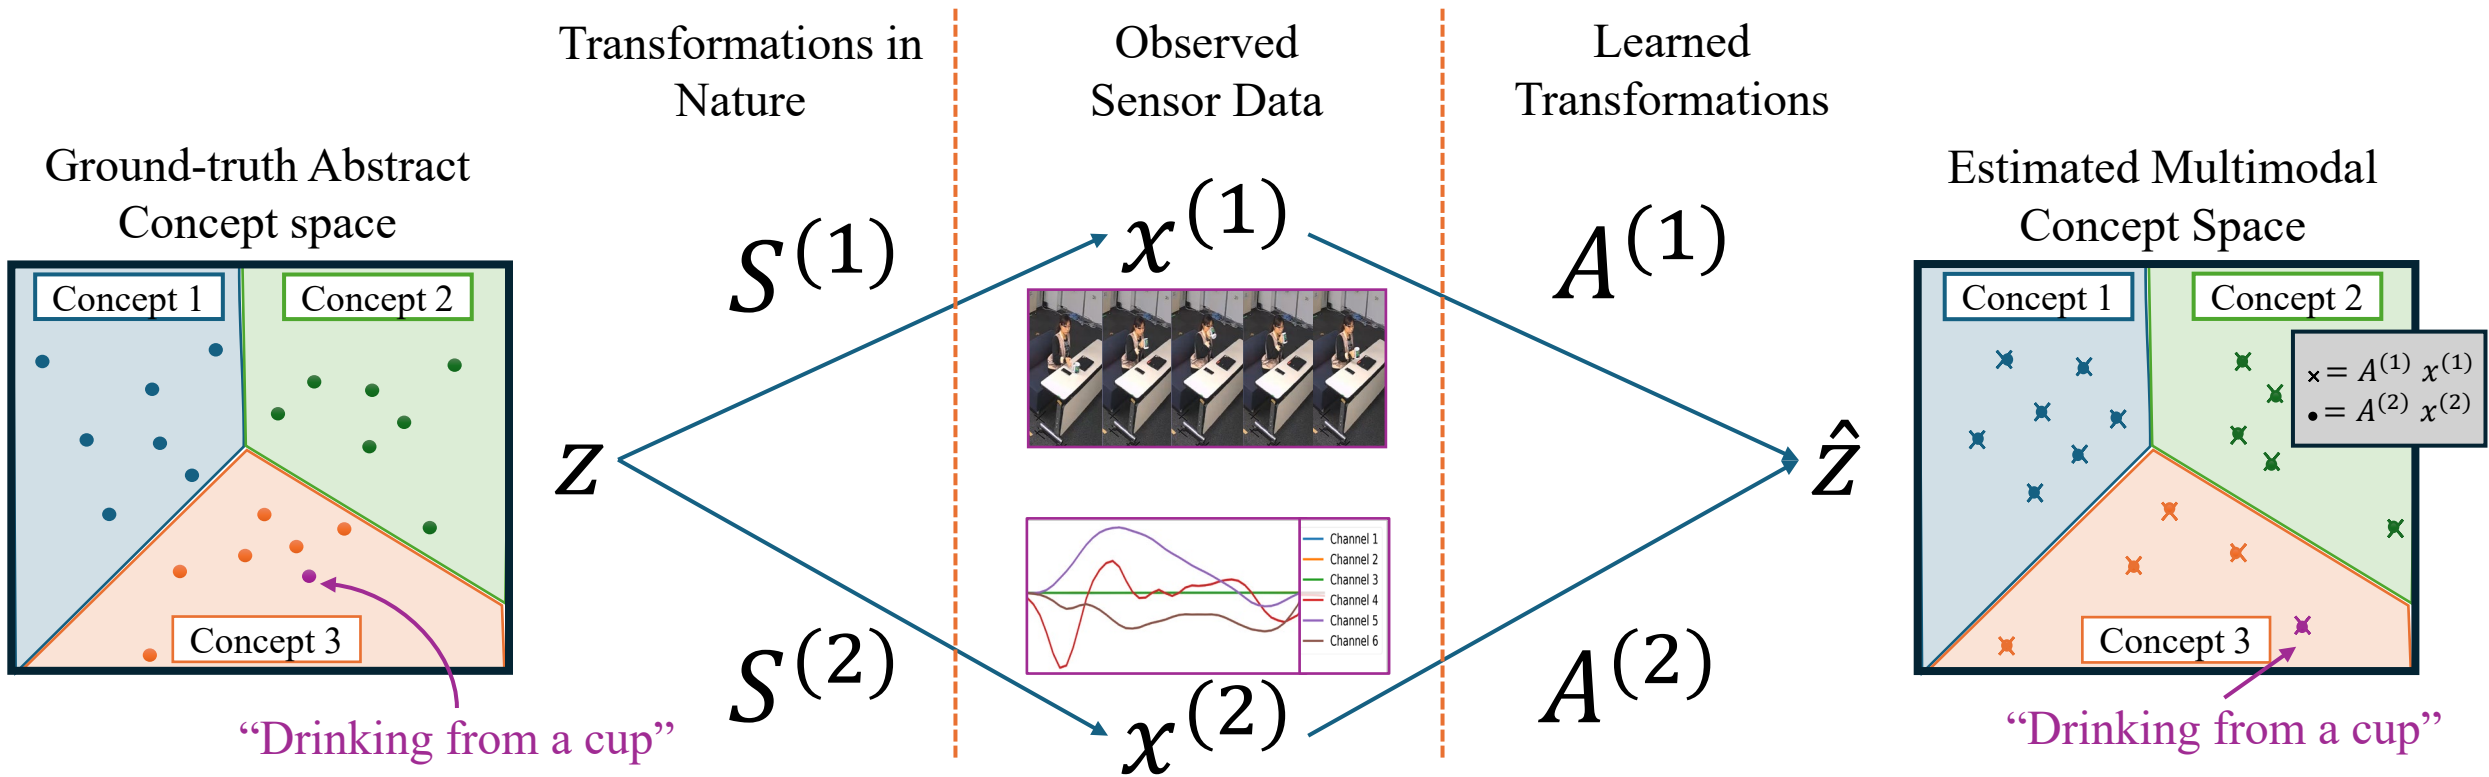 Transformations in
Nature
Observed
Sensor Data
Learned
Transformations
Ground-truth Abstract
Concept space
Estimated Multimodal
Concept Space
Concept 1
Concept 2
Concept 3
“Drinking from a cup”
z
S⁽¹⁾
S⁽²⁾
x⁽¹⁾
Channel 1
Channel 2
Channel 3
Channel 4
Channel 5
Channel 6
x⁽²⁾
A⁽¹⁾
A⁽²⁾
ẑ
Concept 1
Concept 2
× = A⁽¹⁾ x⁽¹⁾
• = A⁽²⁾ x⁽²⁾
Concept 3
“Drinking from a cup”